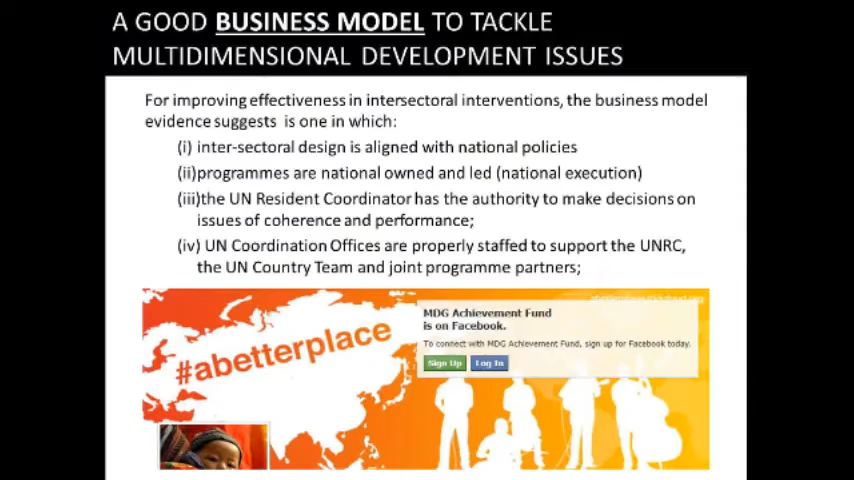 A GOOD BUSINESS MODEL TO TACKLE
MULTIDIMENSIONAL DEVELOPMENT ISSUES
For improving effectiveness in intersectoral interventions, the business model
evidence suggests is one in which:
(i) inter-sectoral design is aligned with national policies
(ii)programmes are national owned and led (national execution)
(iii)the UN Resident Coordinator has the authority to make decisions on
issues of coherence and performance;
(iv) UN Coordination Offices are properly staffed to support the UNRC,
the UN Country Team and joint programme partners;
#abetterplace
MDG Achievement Fund
is on Facebook.
To connect with MDG Achievement Fund, sign up for Facebook today.
Sign Up Log In